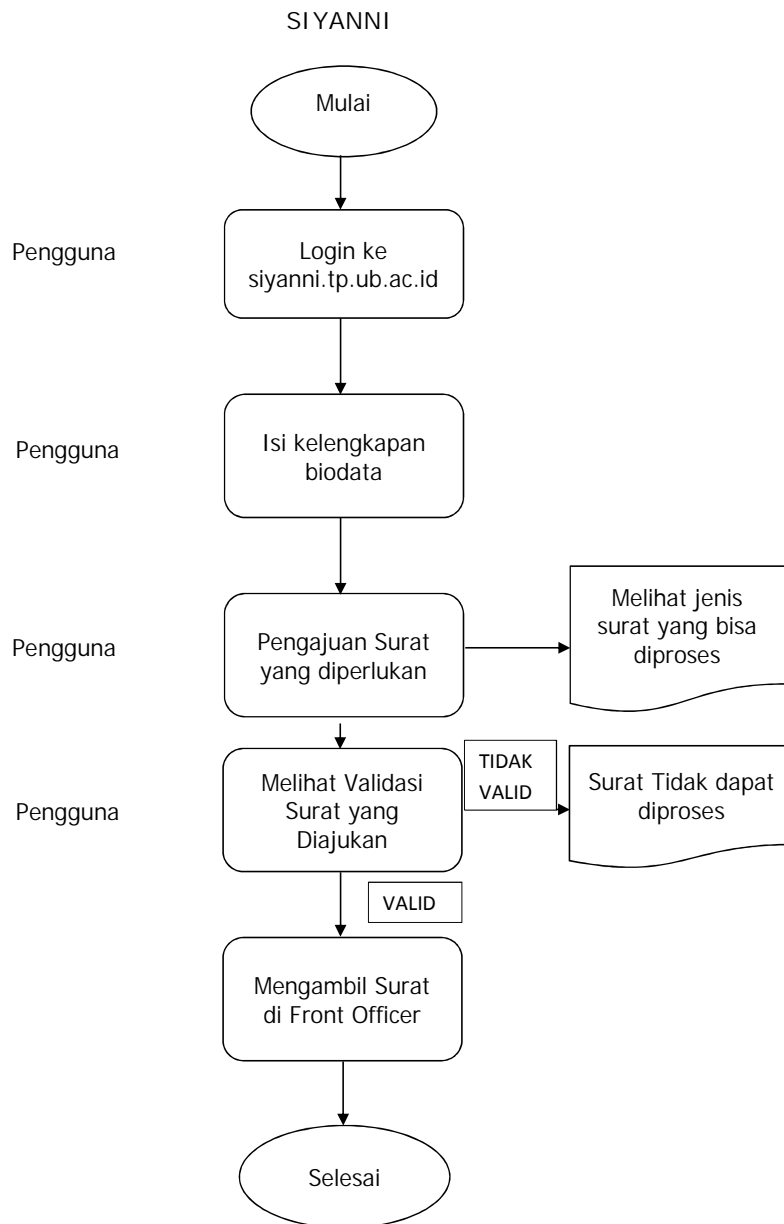 SIYANNI
Mulai
Pengguna
Login ke
siyanni.tp.ub.ac.id
Pengguna
Isi kelengkapan
biodata
Pengguna
Pengajuan Surat
yang diperlukan
Melihat jenis
surat yang bisa
diproses
Pengguna
Melihat Validasi
Surat yang
Diajukan
TIDAK
VALID
Surat Tidak dapat
diproses
VALID
Mengambil Surat
di Front Officer
Selesai